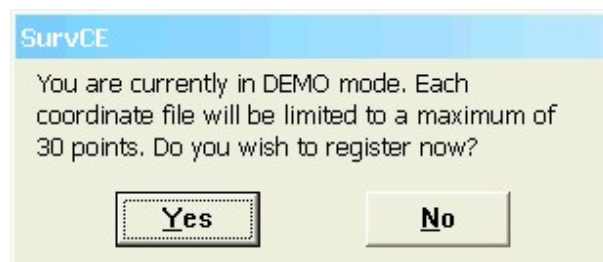 SurvCE
You are currently in DEMO mode. Each
coordinate file will be limited to a maximum of
30 points. Do you wish to register now?
Yes No